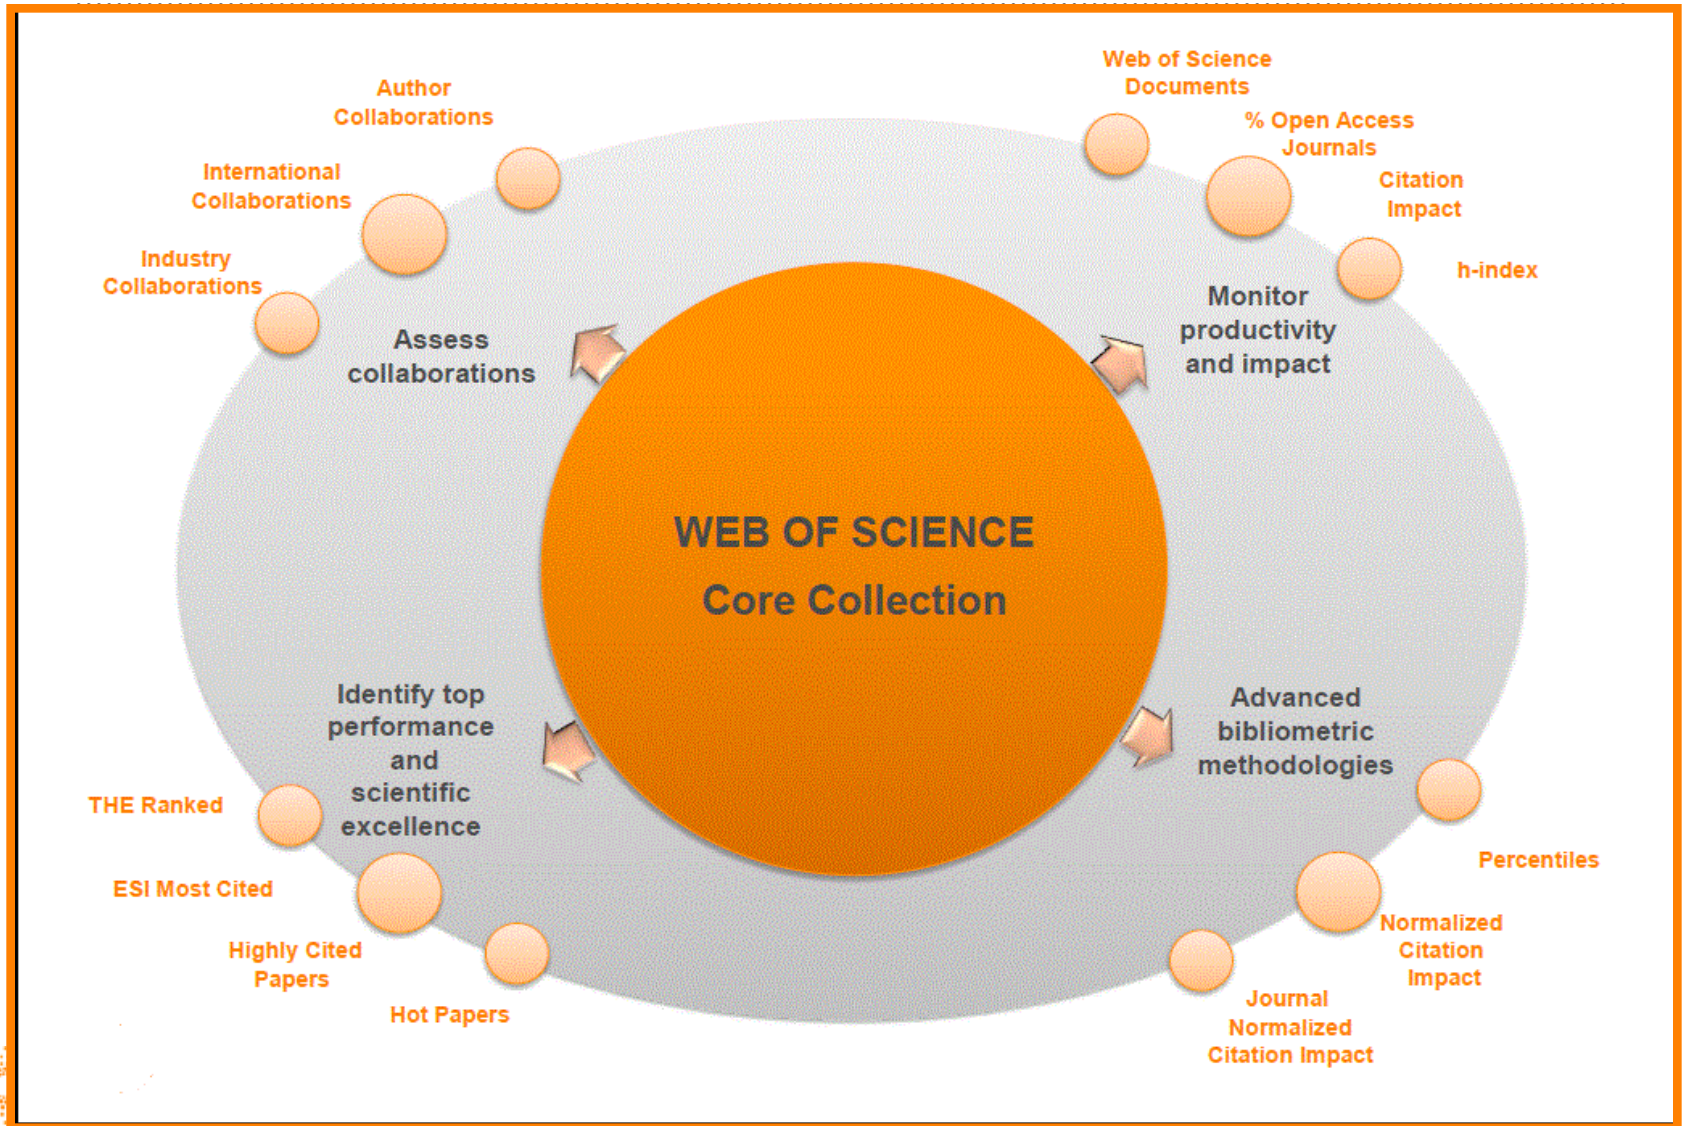 Author
Collaborations
International
Collaborations
Industry
Collaborations
Assess
collaborations
Web of Science
Documents
% Open Access
Journals
Citation
Impact
h-index
Monitor
productivity
and impact
WEB OF SCIENCE
Core Collection
Identify top
performance
and
scientific
excellence
THE Ranked
ESI Most Cited
Highly Cited
Papers
Hot Papers
Advanced
bibliometric
methodologies
Percentiles
Normalized
Citation
Impact
Journal
Normalized
Citation Impact